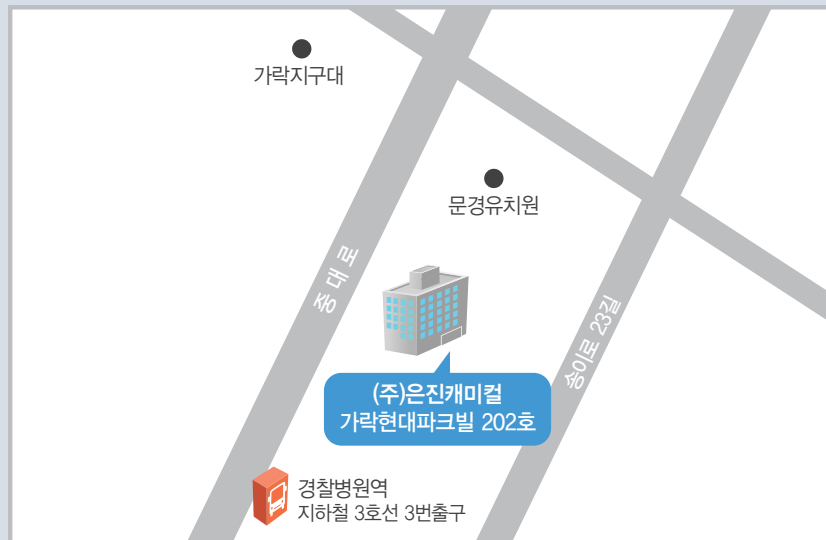 가락지구대
문경유치원
중대로
송이로 23길
(주)은진캐미컬
가락현대파크빌 202호
경찰병원역
지하철 3호선 3번출구